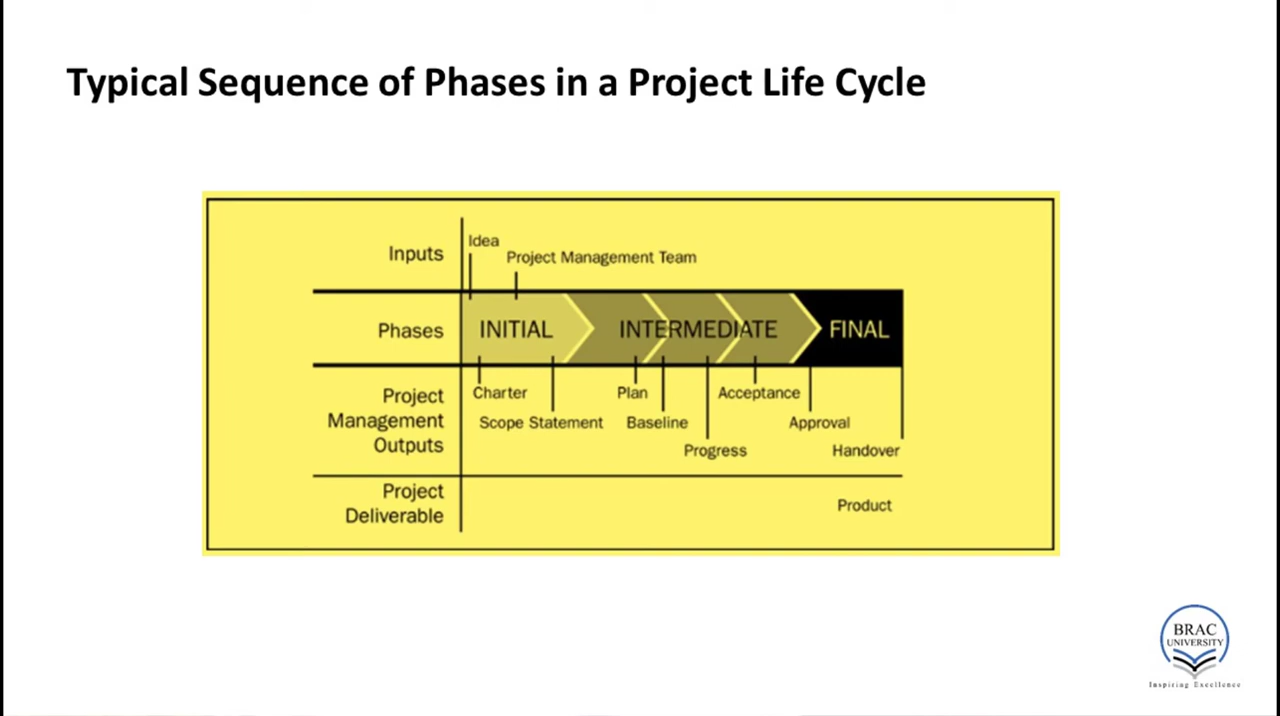 Typical Sequence of Phases in a Project Life Cycle
Inputs
Idea
Project Management Team
Phases
INITIAL
INTERMEDIATE
FINAL
Project
Management
Outputs
Charter
Scope Statement
Plan
Baseline
Progress
Acceptance
Approval
Handover
Project
Deliverable
Product
BRAC
UNIVERSITY
Inspiring Excellence